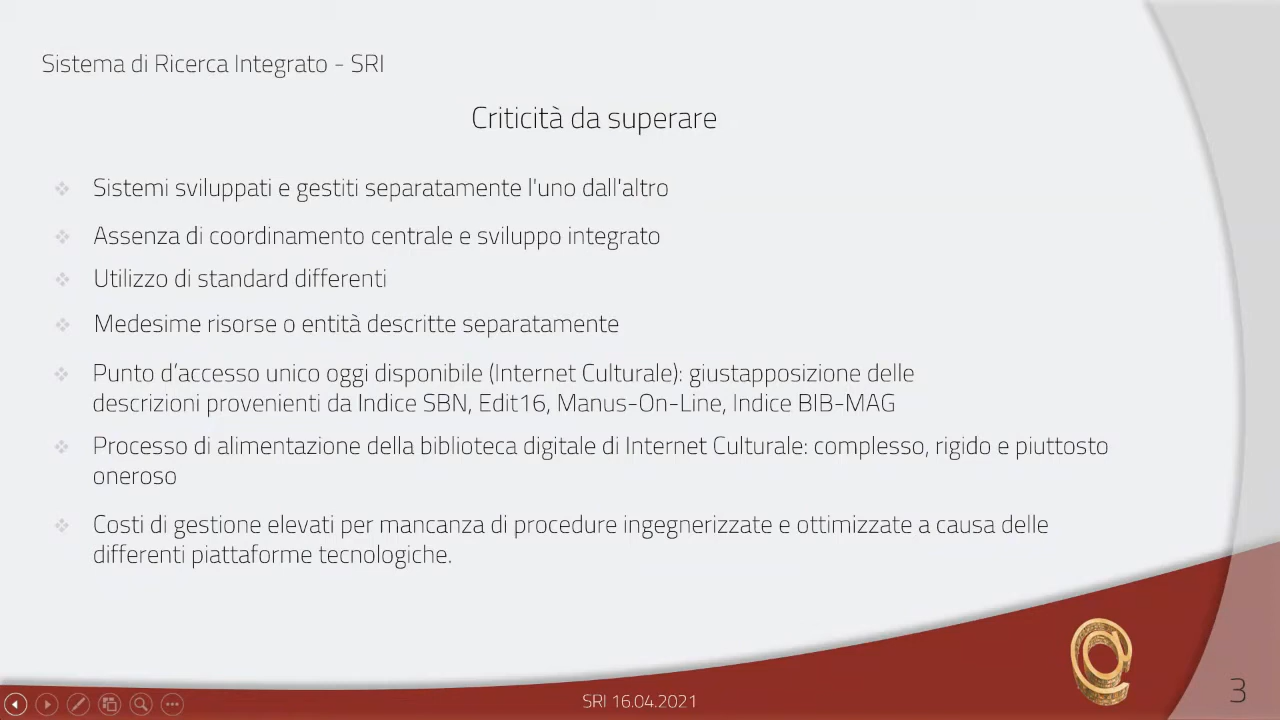 Sistema di Ricerca Integrato - SRI
Criticità da superare
Sistemi sviluppati e gestiti separatamente l'uno dall'altro
Assenza di coordinamento centrale e sviluppo integrato
Utilizzo di standard differenti
Medesime risorse o entità descritte separatamente
Punto d’accesso unico oggi disponibile (Internet Culturale): giustapposizione delle
descrizioni provenienti da Indice SBN, Edit16, Manus-On-Line, Indice BIB-MAG
Processo di alimentazione della biblioteca digitale di Internet Culturale: complesso, rigido e piuttosto
oneroso
Costi di gestione elevati per mancanza di procedure ingegnerizzate e ottimizzate a causa delle
differenti piattaforme tecnologiche.
@
SRI 16.04.2021
3